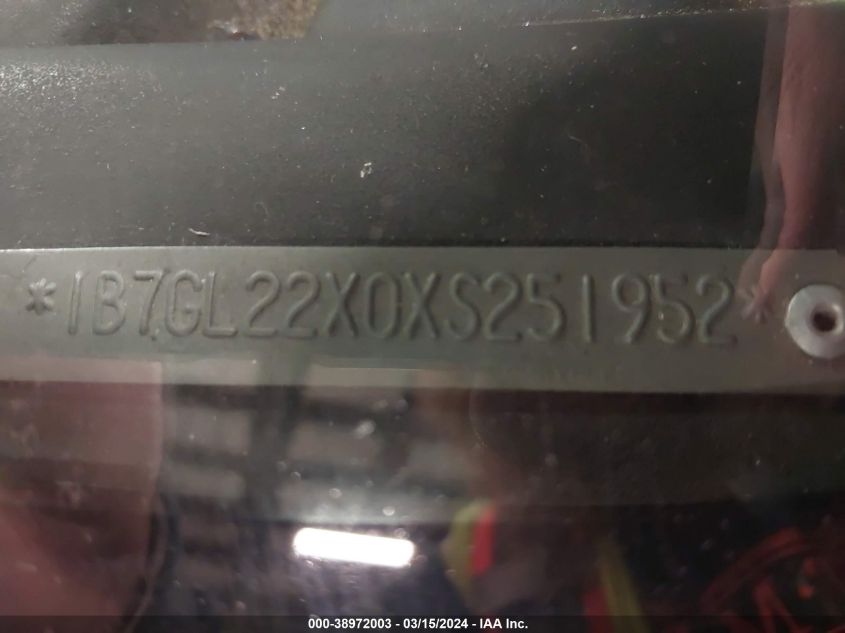 *1B7GL22X0XS251952*
000-38972003 - 03/15/2024 - IAA Inc.